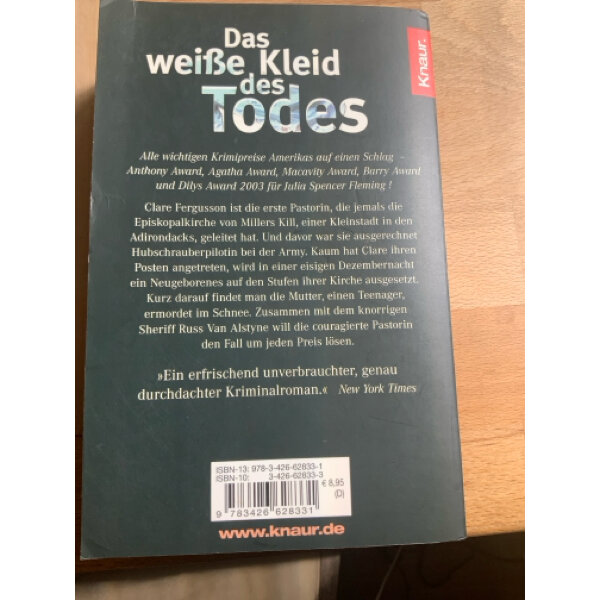 Das
weiße Kleid
des
Todes
Knaur.
Alle wichtigen Krimipreise Amerikas auf einen Schlag -
Anthony Award, Agatha Award, Macavity Award, Barry Award
und Dilys Award 2003 für Julia Spencer Fleming !
Clare Fergusson ist die erste Pastorin, die jemals die
Episkopalkirche von Millers Kill, einer Kleinstadt in den
Adirondacks, geleitet hat. Und davor war sie ausgerechnet
Hubschrauberpilotin bei der Army. Kaum hat Clare ihren
Posten angetreten, wird in einer eisigen Dezembernacht
ein Neugeborenes auf den Stufen ihrer Kirche ausgesetzt.
Kurz darauf findet man die Mutter, einen Teenager,
ermordet im Schnee. Zusammen mit dem knorrigen
Sheriff Russ Van Alstyne will die couragierte Pastorin
den Fall um jeden Preis lösen.
»Ein erfrischend unverbrauchter, genau
durchdachter Kriminalroman.« New York Times
ISBN-13: 978-3-426-62833-1
ISBN-10: 3-426-62833-3
€ 8,95
(D)
9 783426 628331
www.knaur.de